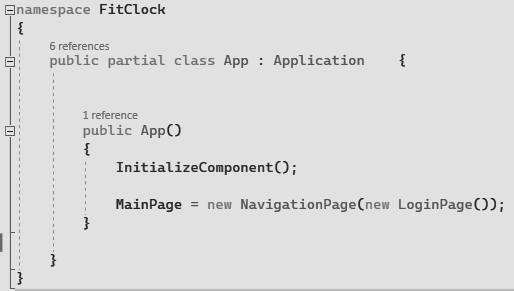 namespace FitClock
{
6 references
public partial class App : Application {
1 reference
public App()
{
InitializeComponent();
MainPage = new NavigationPage(new LoginPage());
}
}
}